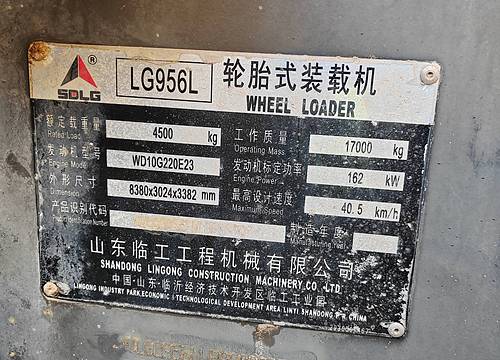 SDLG ® LG956L 轮胎式装载机
WHEEL LOADER
额定载重量 4500 kg
Rated Load
工作质量 17000 kg
Operating Mass
发动机型号 WD10G220E23
Engine Model
发动机标定功率 162 kW
Engine Power
外形尺寸 8380x3024x3382 mm
Dimension
最高设计速度 40.5 km/h
Maximum Speed
产品识别代码
Product Identification Number
制造年度
Manufacturing Year
山东临工工程机械有限公司
SHANDONG LINGONG CONSTRUCTION MACHINERY CO.,LTD
中国·山东·临沂经济技术开发区临工工业园
LINGONG INDUSTRY PARK,ECONOMIC & TECHNOLOGICAL DEVELOPMENT AREA LINYI SHANDONG P.R.CHINA